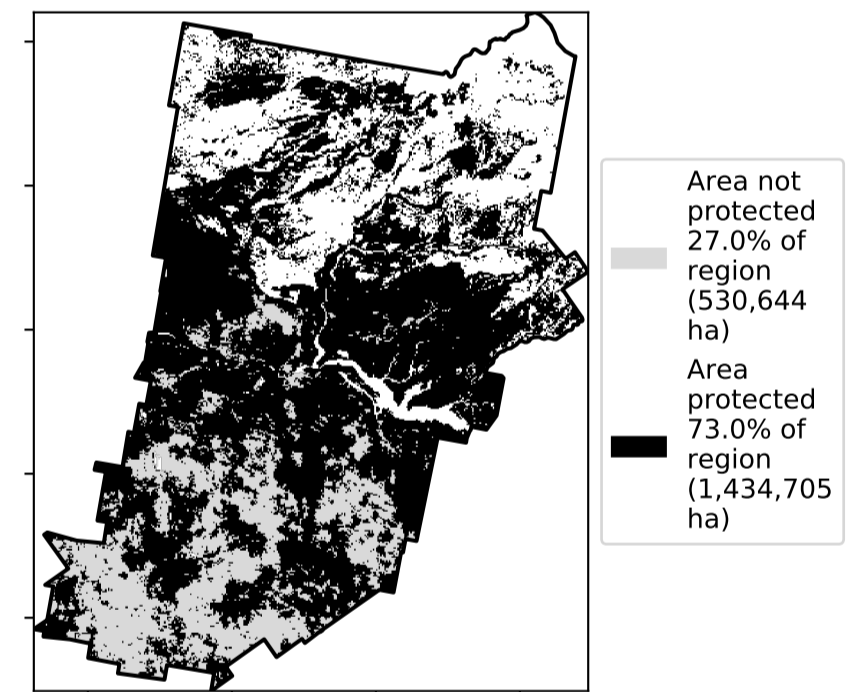 Area not
protected
27.0% of
region
(530,644
ha)
Area
protected
73.0% of
region
(1,434,705
ha)